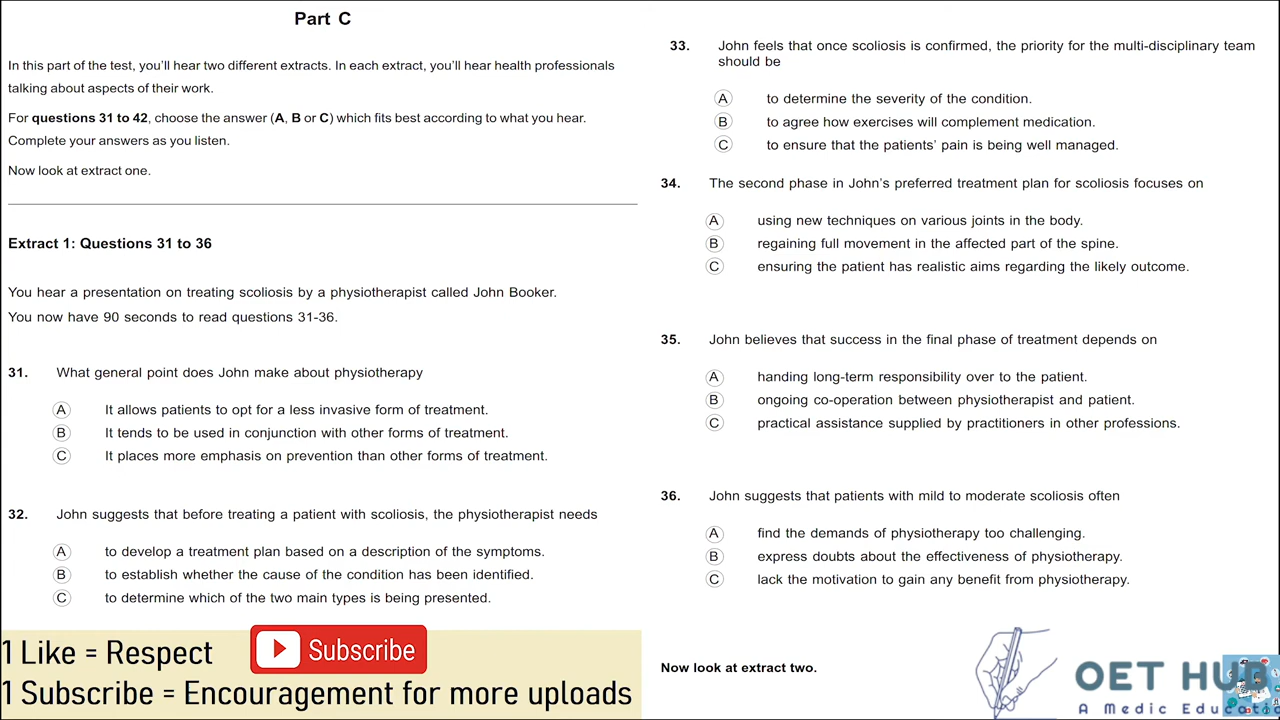 Part C
In this part of the test, you'll hear two different extracts. In each extract, you'll hear health professionals
talking about aspects of their work.
For questions 31 to 42, choose the answer (A, B or C) which fits best according to what you hear.
Complete your answers as you listen.
Now look at extract one.
Extract 1: Questions 31 to 36
You hear a presentation on treating scoliosis by a physiotherapist called John Booker.
You now have 90 seconds to read questions 31-36.
31. What general point does John make about physiotherapy
A It allows patients to opt for a less invasive form of treatment.
B It tends to be used in conjunction with other forms of treatment.
C It places more emphasis on prevention than other forms of treatment.
32. John suggests that before treating a patient with scoliosis, the physiotherapist needs
A to develop a treatment plan based on a description of the symptoms.
B to establish whether the cause of the condition has been identified.
C to determine which of the two main types is being presented.
1 Like = Respect
Subscribe
1 Subscribe = Encouragement for more uploads
33. John feels that once scoliosis is confirmed, the priority for the multi-disciplinary team
should be
A to determine the severity of the condition.
B to agree how exercises will complement medication.
C to ensure that the patients' pain is being well managed.
34. The second phase in John's preferred treatment plan for scoliosis focuses on
A using new techniques on various joints in the body.
B regaining full movement in the affected part of the spine.
C ensuring the patient has realistic aims regarding the likely outcome.
35. John believes that success in the final phase of treatment depends on
A handing long-term responsibility over to the patient.
B ongoing co-operation between physiotherapist and patient.
C practical assistance supplied by practitioners in other professions.
36. John suggests that patients with mild to moderate scoliosis often
A find the demands of physiotherapy too challenging.
B express doubts about the effectiveness of physiotherapy.
C lack the motivation to gain any benefit from physiotherapy.
Now look at extract two.
OET HUB
A Medic Educatio